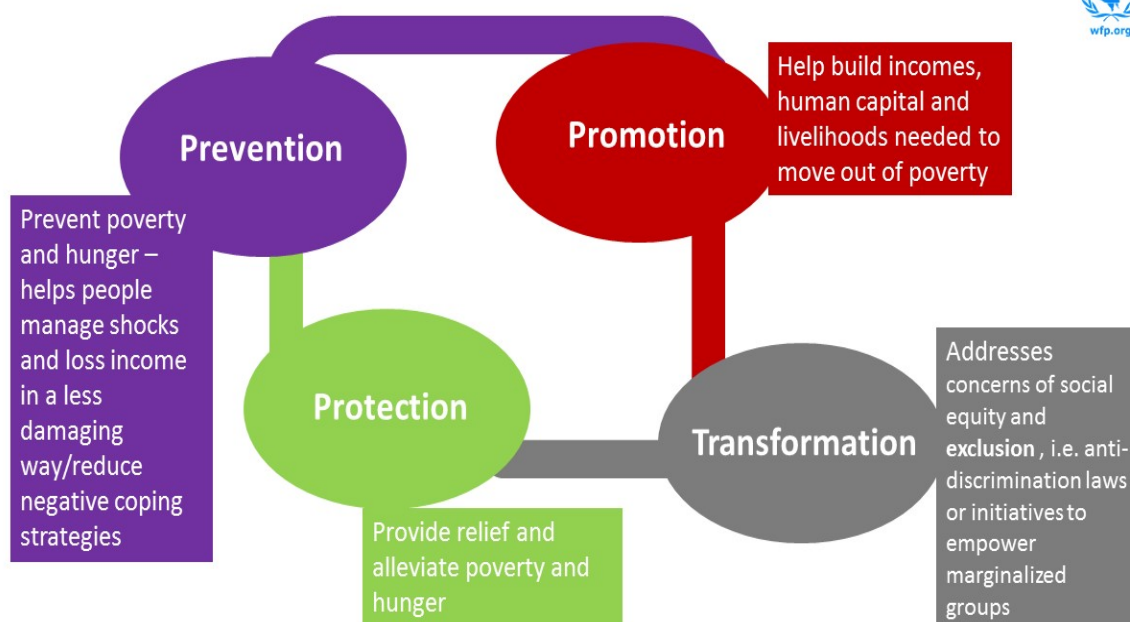 wfp.org
Prevention
Prevent poverty
and hunger –
helps people
manage shocks
and loss income
in a less
damaging
way/reduce
negative coping
strategies
Promotion
Help build incomes,
human capital and
livelihoods needed to
move out of poverty
Protection
Provide relief and
alleviate poverty and
hunger
Transformation
Addresses
concerns of social
equity and
exclusion , i.e. anti-
discrimination laws
or initiatives to
empower
marginalized
groups